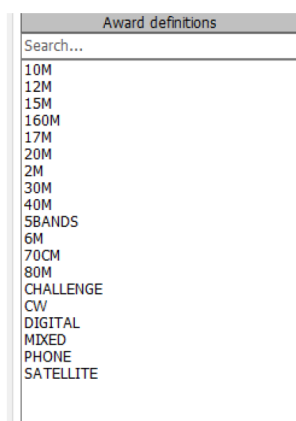 Award definitions
Search...
10M
12M
15M
160M
17M
20M
2M
30M
40M
5BANDS
6M
70CM
80M
CHALLENGE
CW
DIGITAL
MIXED
PHONE
SATELLITE